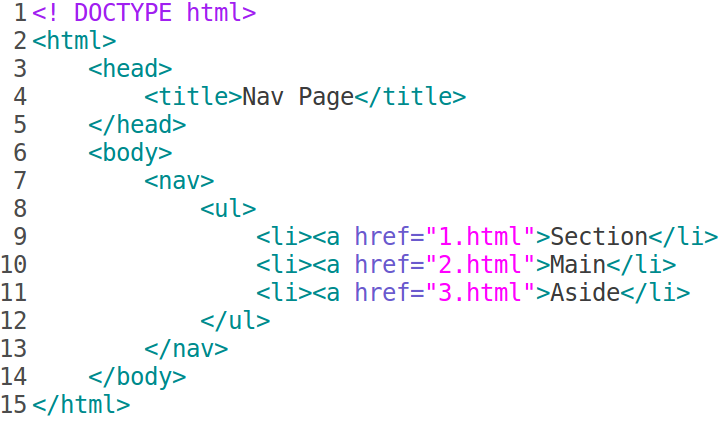 1 <! DOCTYPE html>
2 <html>
3     <head>
4         <title>Nav Page</title>
5     </head>
6     <body>
7         <nav>
8             <ul>
9                 <li><a href="1.html">Section</li>
10                 <li><a href="2.html">Main</li>
11                 <li><a href="3.html">Aside</li>
12             </ul>
13         </nav>
14     </body>
15 </html>